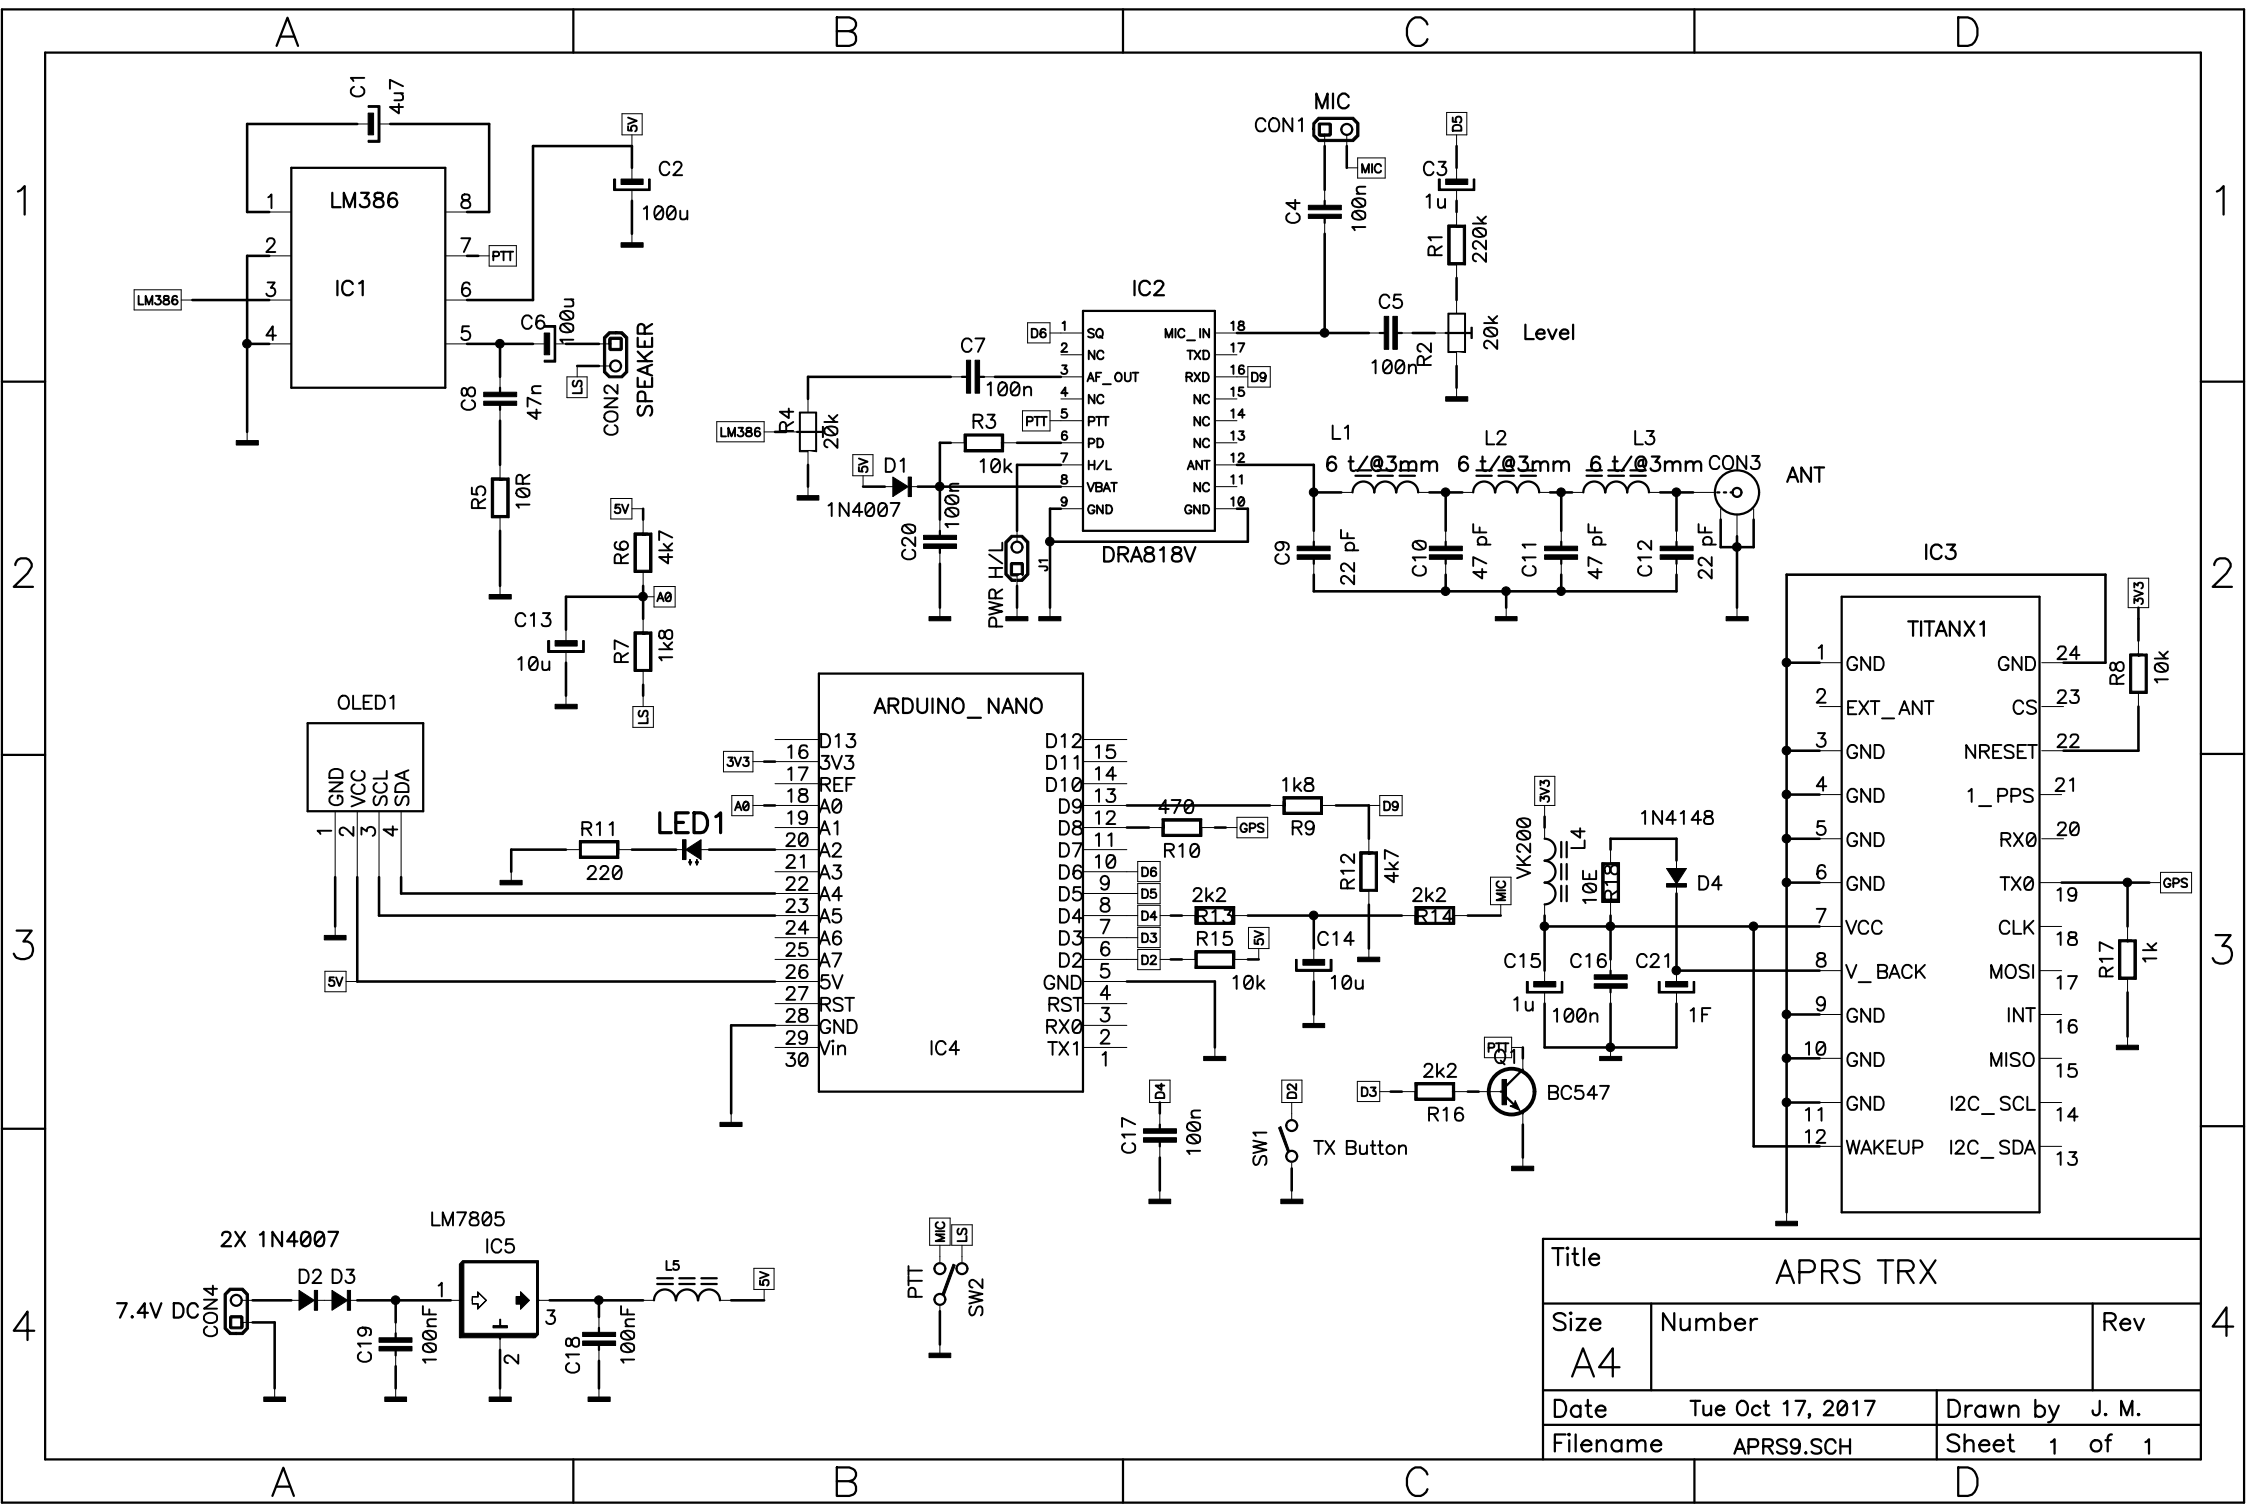 A
B
C
D
1
2
3
4
1
2
3
4
A
B
C
D
C1
4u7
LM386
IC1
1
2
3
4
8
7
6
5
LM386
PTT
5V
C2
100u
C6
100u
SPEAKER
CON2
LS
C8
47n
R5
10R
5V
R6
4k7
A0
C13
10u
R7
1k8
LS
MIC
CON1
MIC
C4
100n
D5
C3
1u
R1
220k
C5
100n
R2
20k
Level
IC2
DRA818V
D6
1 SQ
2 NC
3 AF_OUT
4 NC
PTT
5 PTT
6 PD
7 H/L
8 VBAT
9 GND
MIC_IN 18
TXD 17
RXD 16
D9
NC 15
NC 14
NC 13
ANT 12
NC 11
GND 10
C7
100n
LM386
R4
20k
R3
10k
5V
D1
1N4007
C20
100n
PWR H/L
J1
L1
6 t/@3mm
L2
6 t/@3mm
L3
6 t/@3mm
CON3
ANT
C9
22 pF
C10
47 pF
C11
47 pF
C12
22 pF
IC3
TITANX1
1 GND
2 EXT_ANT
3 GND
4 GND
5 GND
6 GND
7 VCC
8 V_BACK
9 GND
10 GND
11 GND
12 WAKEUP
GND 24
CS 23
NRESET 22
1_PPS 21
RX0 20
TX0 19
CLK 18
MOSI 17
INT 16
MISO 15
I2C_SCL 14
I2C_SDA 13
3V3
R8
10k
GPS
R17
1k
OLED1
GND
VCC
SCL
SDA
1
2
3
4
5V
R11
220
LED1
ARDUINO_NANO
IC4
3V3
A0
D13
16
3V3
17
REF
18
A0
19
A1
20
A2
21
A3
22
A4
23
A5
24
A6
25
A7
26
5V
27
RST
28
GND
29
Vin
30
D12
15
D11
14
D10
13
D9
12
D8
11
D7
10
D6
9
D5
8
D4
7
D3
6
D2
5
GND
4
RST
3
RX0
2
TX1
1
D6
D5
D4
D3
D2
470
R10
GPS
1k8
R9
D9
R12
4k7
2k2
R13
2k2
R14
MIC
R15
10k
5V
C14
10u
3V3
VK200
L4
10E
R18
1N4148
D4
C15
1u
C16
100n
C21
1F
D4
C17
100n
D2
SW1
TX Button
D3
2k2
R16
PTT
Q1
BC547
2X 1N4007
7.4V DC
CON4
D2 D3
C19
100nF
LM7805
IC5
1
2
3
C18
100nF
L5
5V
MIC
LS
PTT
SW2
Title
APRS TRX
Size
A4
Number
Rev
Date
Tue Oct 17, 2017
Drawn by
J. M.
Filename
APRS9.SCH
Sheet 1 of 1